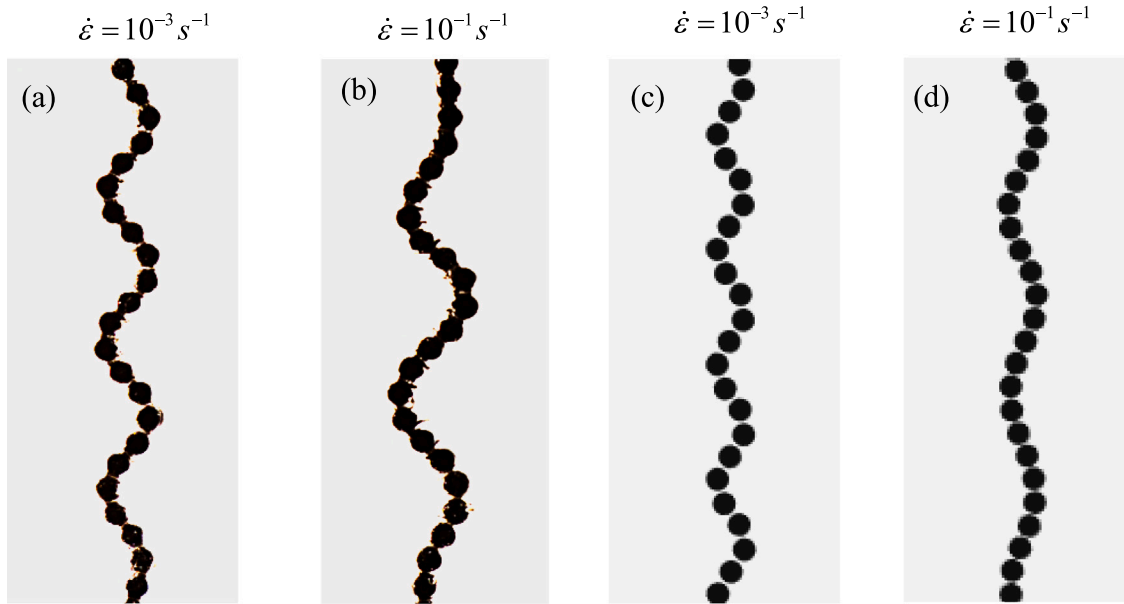 ε̇ = 10⁻³ s⁻¹
ε̇ = 10⁻¹ s⁻¹
ε̇ = 10⁻³ s⁻¹
ε̇ = 10⁻¹ s⁻¹
(a)
(b)
(c)
(d)